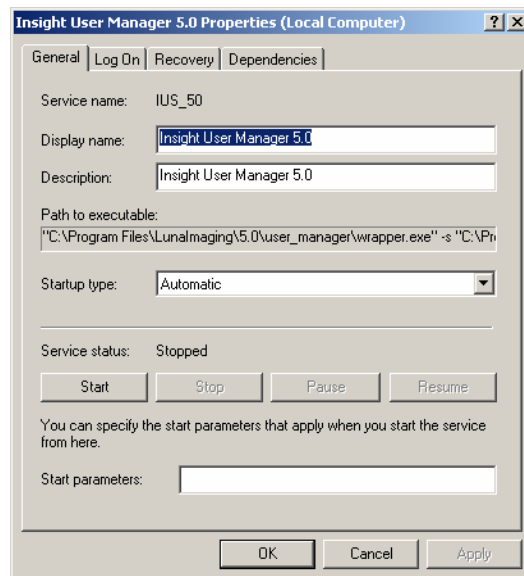 Insight User Manager 5.0 Properties (Local Computer)
General Log On Recovery Dependencies
Service name: IUS_50
Display name: Insight User Manager 5.0
Description: Insight User Manager 5.0
Path to executable:
"C:\Program Files\LunaImaging\5.0\user_manager\wrapper.exe" -s "C:\Pr
Startup type: Automatic
Service status: Stopped
Start Stop Pause Resume
You can specify the start parameters that apply when you start the service
from here.
Start parameters:
OK Cancel Apply